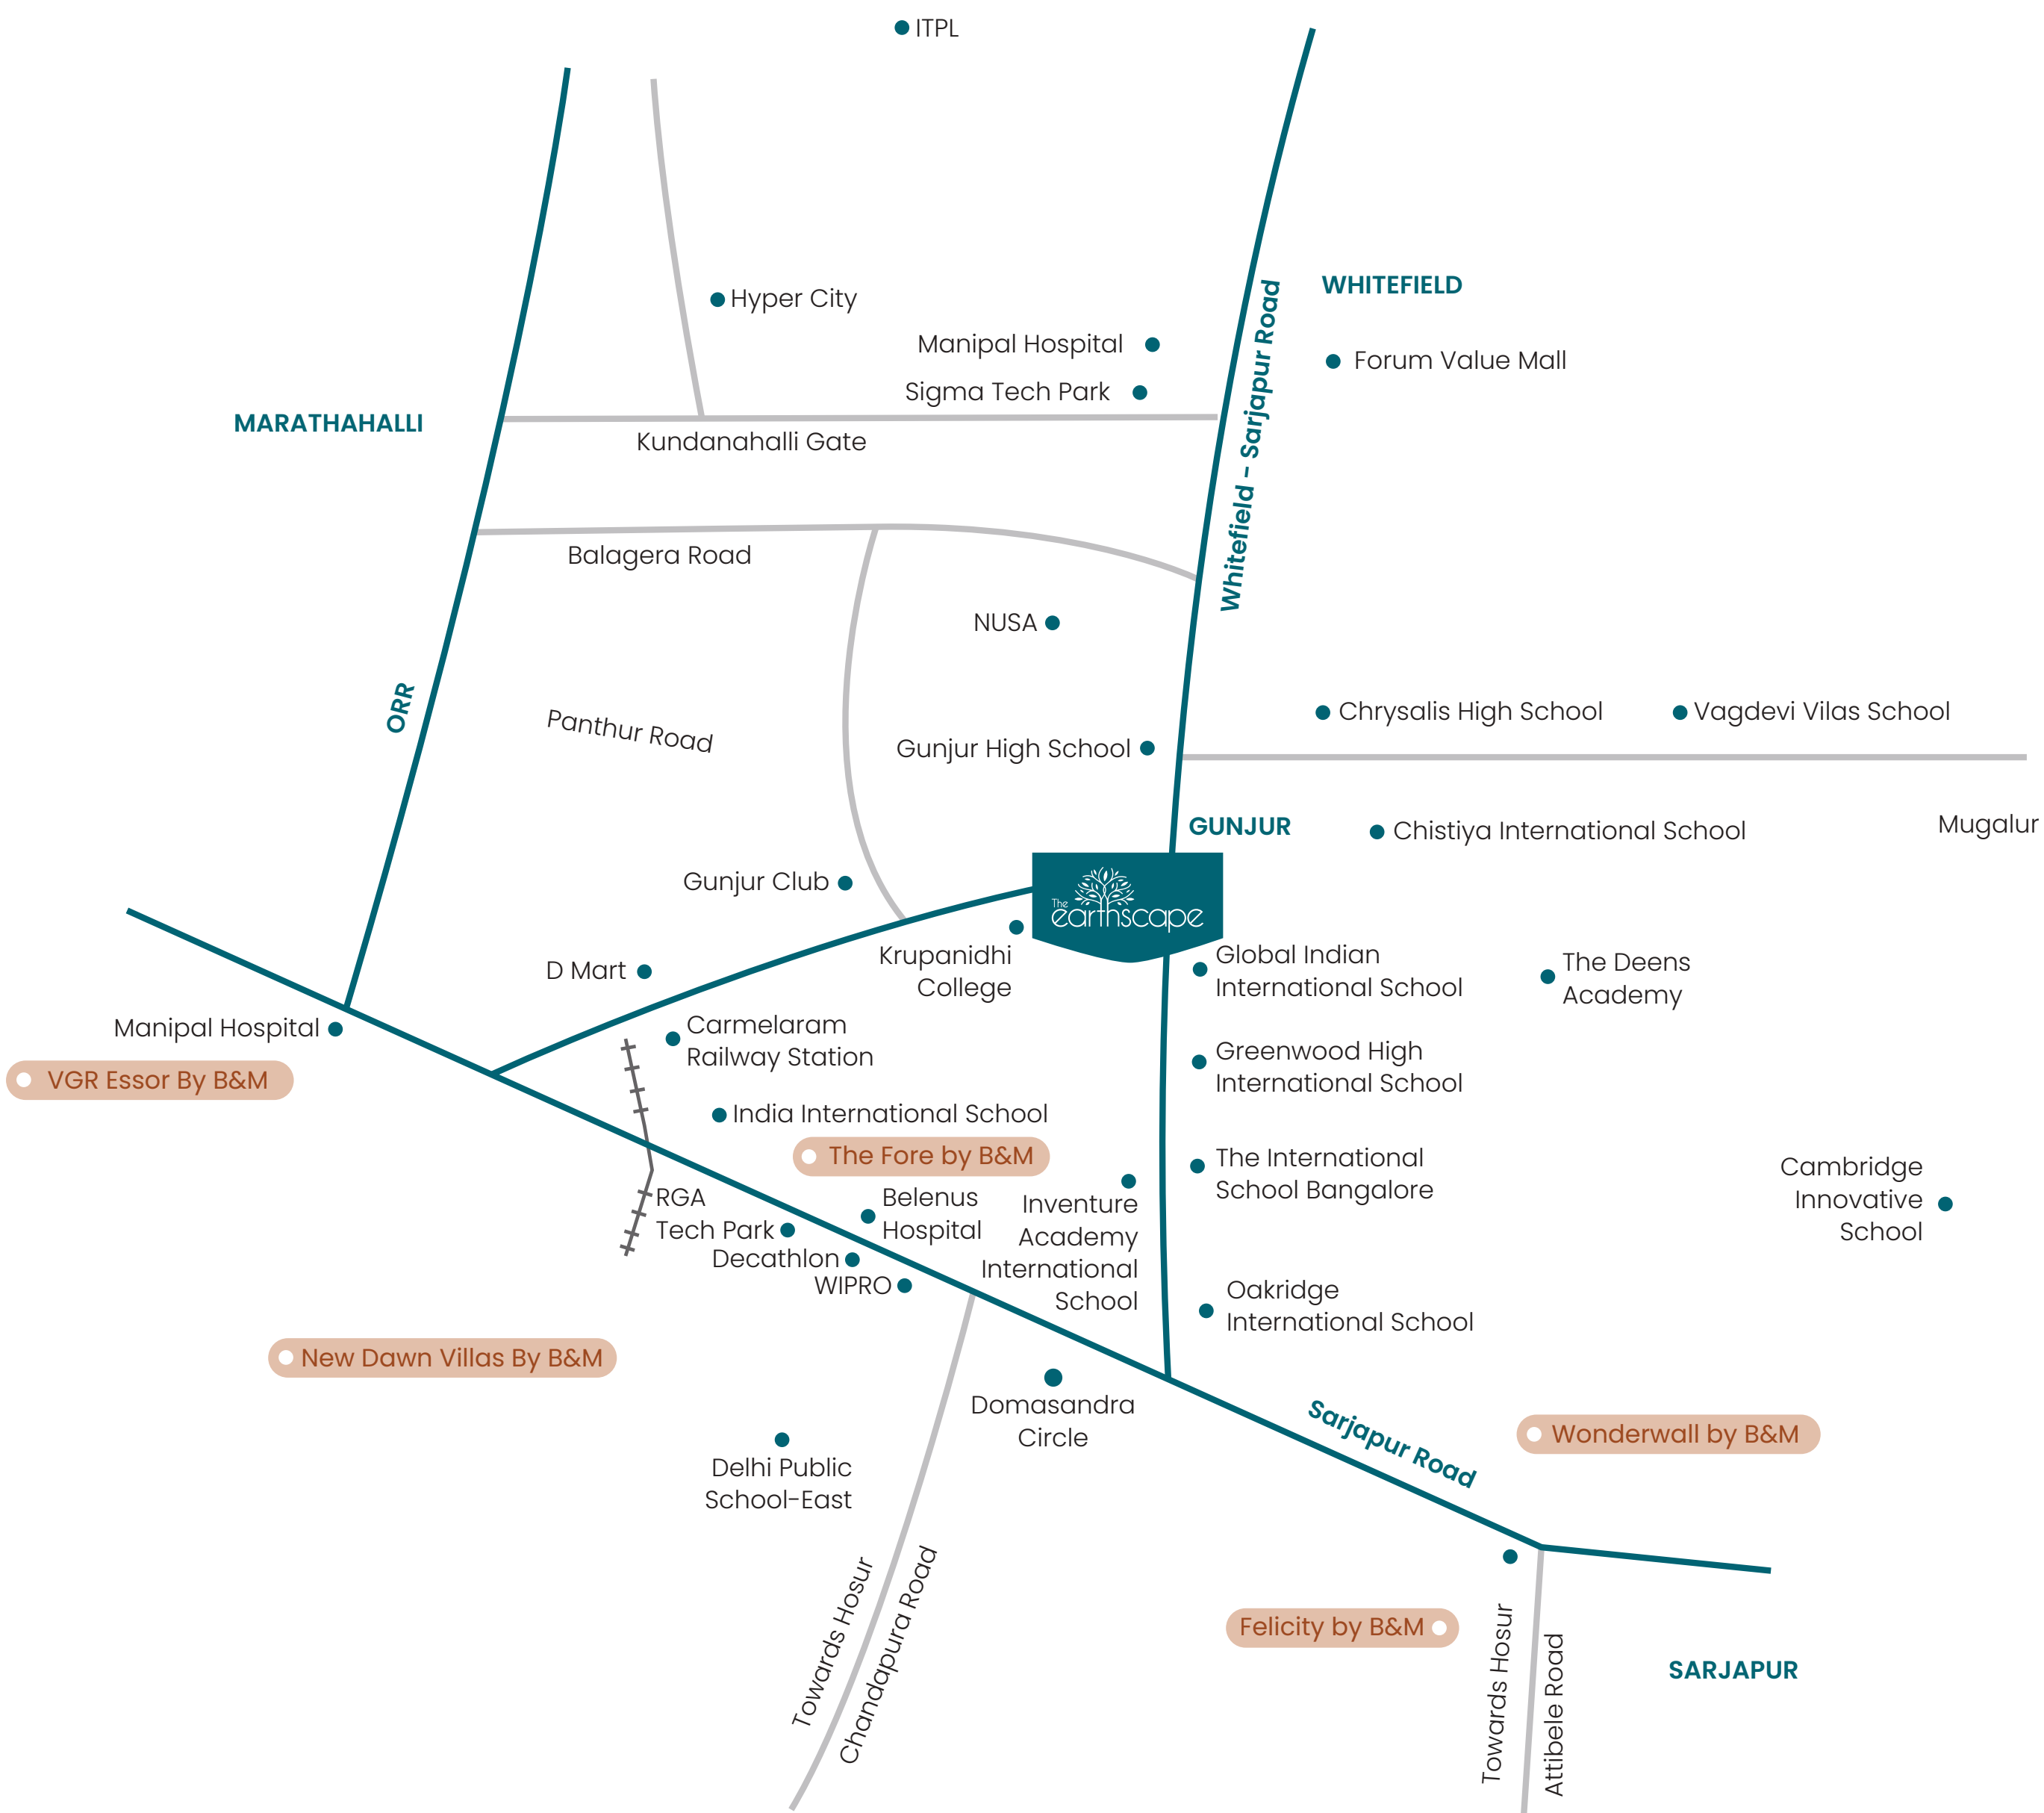 ITPL
WHITEFIELD
Hyper City
Manipal Hospital
Forum Value Mall
Sigma Tech Park
MARATHAHALLI
Kundanahalli Gate
Whitefield - Sarjapur Road
Balagera Road
NUSA
ORR
Panthur Road
Chrysalis High School
Vagdevi Vilas School
Gunjur High School
GUNJUR
Chistiya International School
Mugalur
Gunjur Club
The
earthscape
Krupanidhi
College
Global Indian
International School
The Deens
Academy
D Mart
Manipal Hospital
Carmelaram
Railway Station
Greenwood High
International School
VGR Essor By B&M
India International School
The Fore by B&M
The International
School Bangalore
Cambridge
Innovative
School
RGA
Tech Park
Belenus
Hospital
Inventure
Academy
International
School
Decathlon
WIPRO
Oakridge
International School
New Dawn Villas By B&M
Domasandra
Circle
Sarjapur Road
Wonderwall by B&M
Delhi Public
School-East
Towards Hosur
Chandapura Road
Felicity by B&M
Towards Hosur
Attibele Road
SARJAPUR